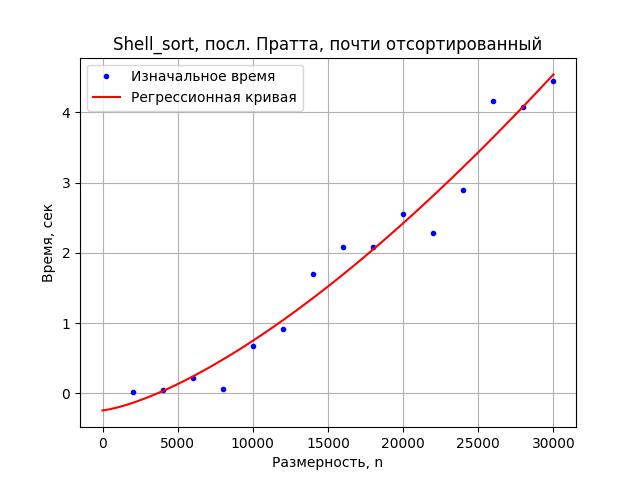 Shell_sort, посл. Пратта, почти отсортированный
Изначальное время
Регрессионная кривая
Время, сек
4
3
2
1
0
0 5000 10000 15000 20000 25000 30000
Размерность, n